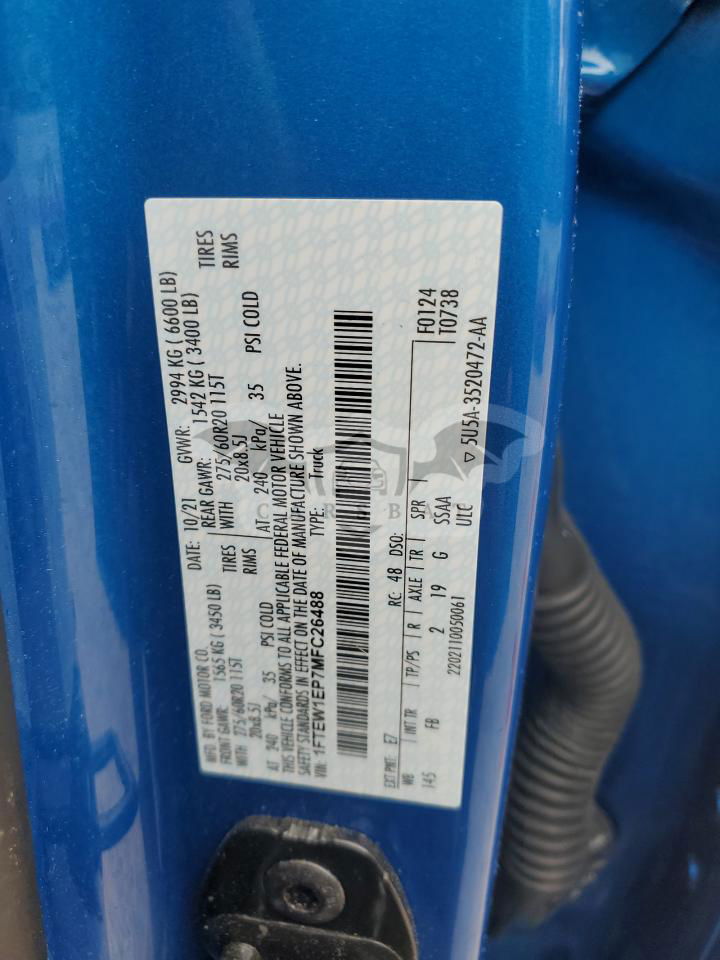 MFD. BY FORD MOTOR CO.
DATE: 10/21 GVWR: 2994 KG ( 6600 LB)
FRONT GAWR: 1565 KG ( 3450 LB) REAR GAWR: 1542 KG ( 3400 LB)
WITH 275/60R20 115T TIRES WITH 275/60R20 115T TIRES
20x8.5J RIMS 20x8.5J RIMS
AT 240 kPa/ 35 PSI COLD AT 240 kPa/ 35 PSI COLD
THIS VEHICLE CONFORMS TO ALL APPLICABLE FEDERAL MOTOR VEHICLE
SAFETY STANDARDS IN EFFECT ON THE DATE OF MANUFACTURE SHOWN ABOVE.
VIN: 1FTEW1EP7MFC26488 TYPE: Truck
EXT PNT: E7 RC: 48 DSO: F0124
WB INT TR TP/PS R AXLE TR SPR T0738
145 FB 2 19 G SSAA
2202110050061 UTC
▽ 5U5A-3520472-AA